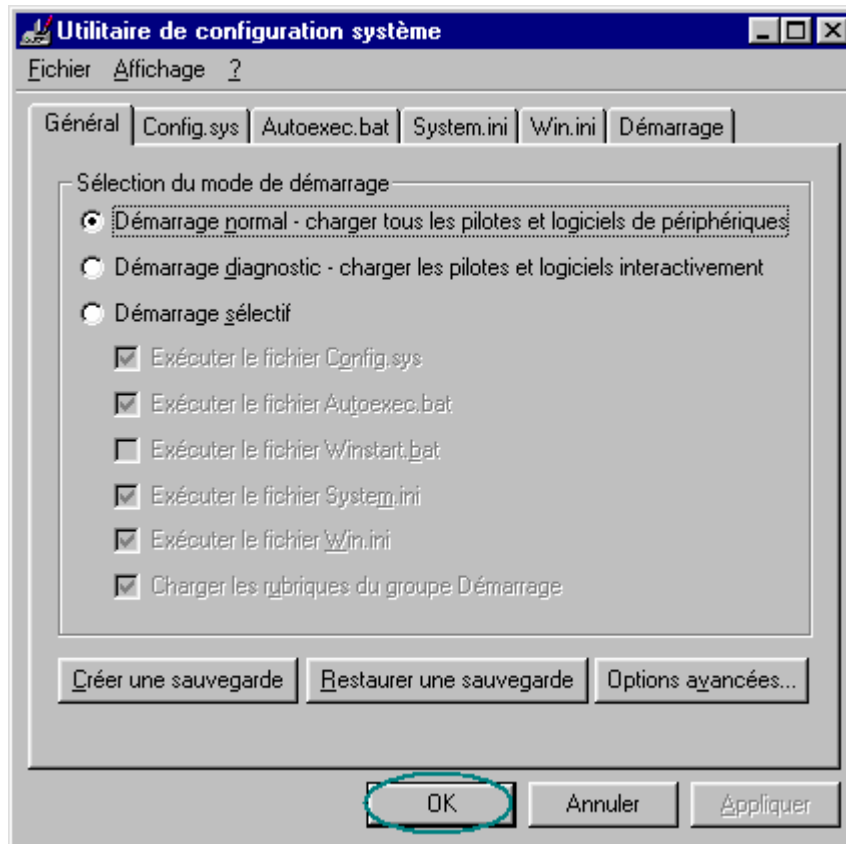 Utilitaire de configuration système
Fichier Affichage ?
Général Config.sys Autoexec.bat System.ini Win.ini Démarrage
Sélection du mode de démarrage
Démarrage normal - charger tous les pilotes et logiciels de périphériques
Démarrage diagnostic - charger les pilotes et logiciels interactivement
Démarrage sélectif
Exécuter le fichier Config.sys
Exécuter le fichier Autoexec.bat
Exécuter le fichier Winstart.bat
Exécuter le fichier System.ini
Exécuter le fichier Win.ini
Charger les rubriques du groupe Démarrage
Créer une sauvegarde Restaurer une sauvegarde Options avancées...
OK Annuler Appliquer